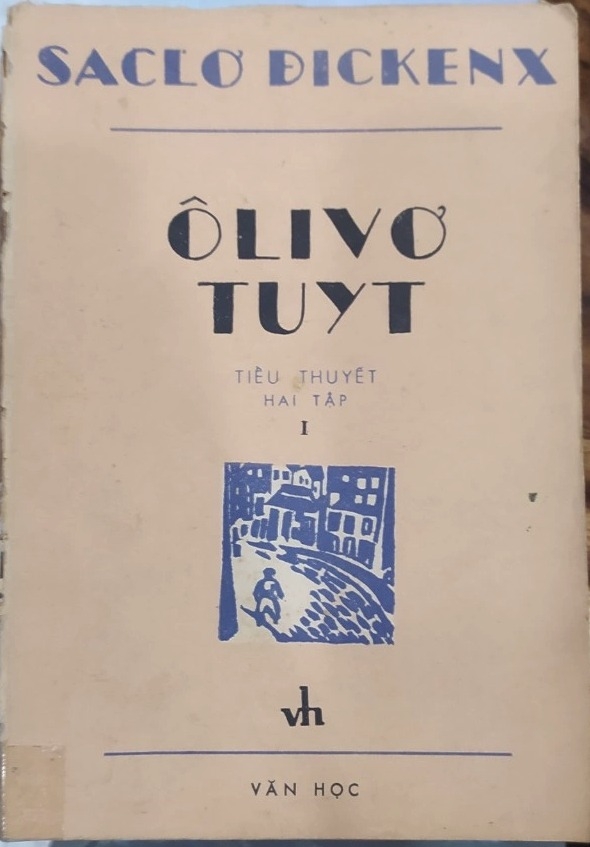 SACLƠ ĐICKENX
ÔLIVƠ
TUYT
TIỂU THUYẾT
HAI TẬP
I
vh
VĂN HỌC